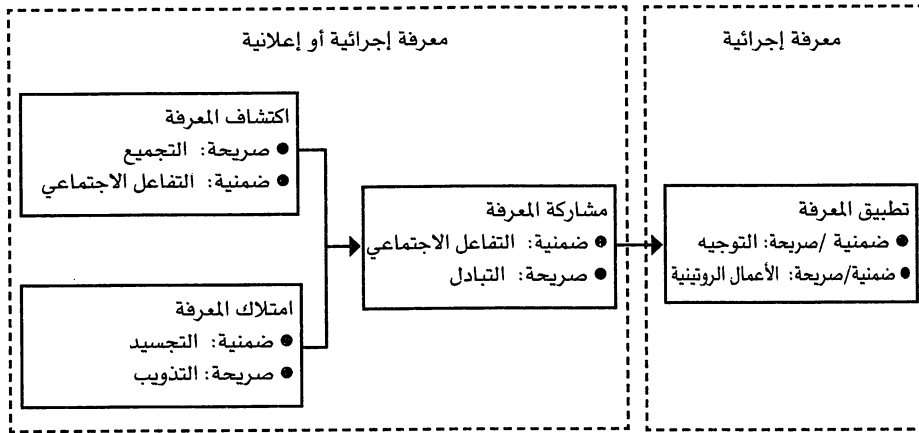 معرفة إجرائية أو إعلانية
اكتشاف المعرفة
● صريحة: التجميع
● ضمنية: التفاعل الاجتماعي
امتلاك المعرفة
● ضمنية: التجسيد
● صريحة: التذويب
مشاركة المعرفة
● ضمنية: التفاعل الاجتماعي
● صريحة: التبادل
معرفة إجرائية
تطبيق المعرفة
● ضمنية /صريحة: التوجيه
● ضمنية/صريحة: الأعمال الروتينية